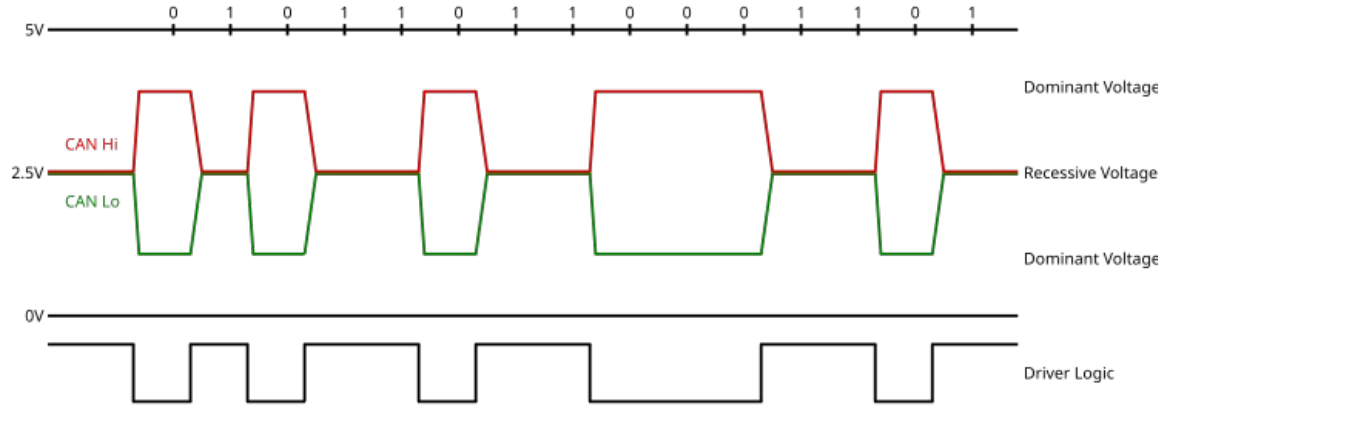 0 1 0 1 1 0 1 1 0 0 0 1 1 0 1
5V
Dominant Voltage
CAN Hi
2.5V
Recessive Voltage
CAN Lo
Dominant Voltage
0V
Driver Logic